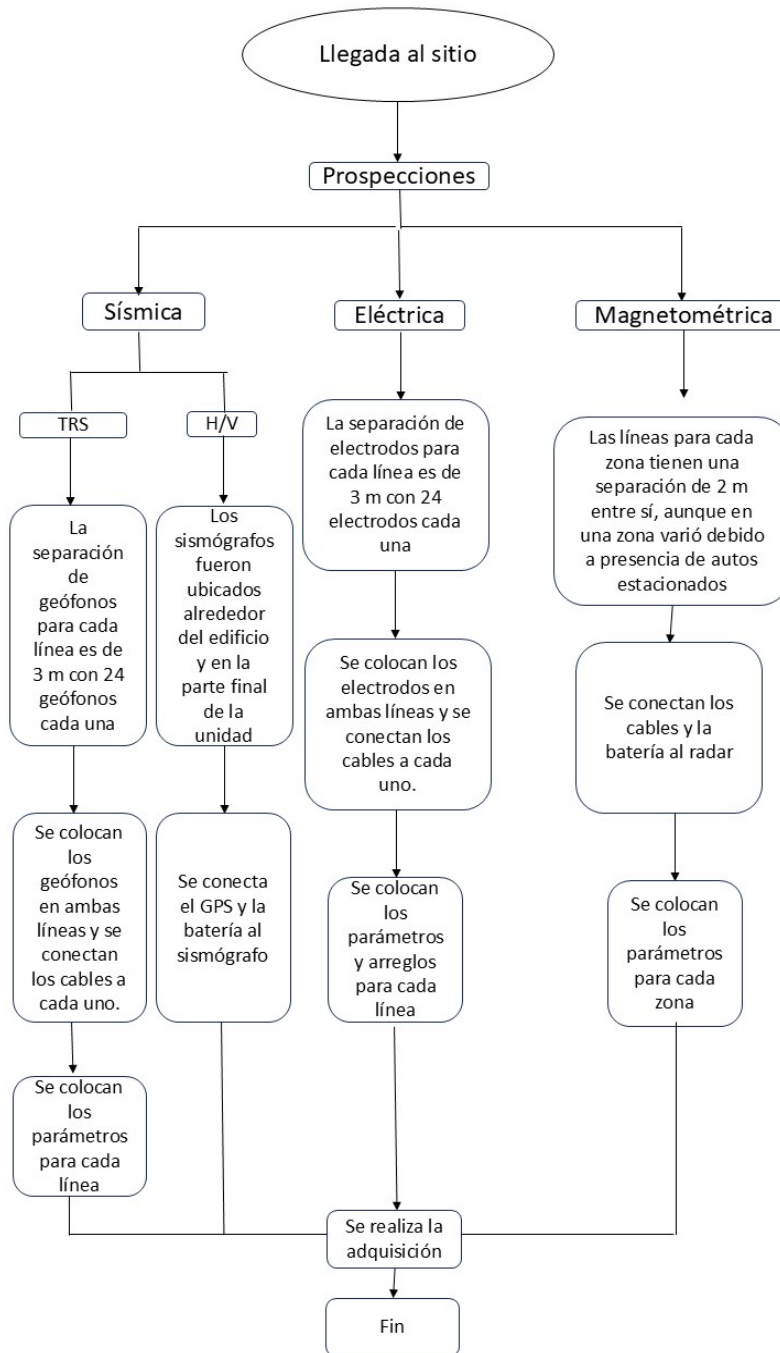 Llegada al sitio
Prospecciones
Sísmica
Eléctrica
Magnetométrica
TRS
H/V
La
separación
de
geófonos
para cada
línea es de
3 m con 24
geófonos
cada una
Los
sismógrafos
fueron
ubicados
alrededor
del edificio
y en la
parte final
de la
unidad
La separación de
electrodos para
cada línea es de
3 m con 24
electrodos cada
una
Las líneas para cada
zona tienen una
separación de 2 m
entre sí, aunque en
una zona varió debido
a presencia de autos
estacionados
Se colocan
los
geófonos
en ambas
líneas y se
conectan
los cables a
cada uno.
Se conecta
el GPS y la
batería al
sismógrafo
Se colocan los
electrodos en
ambas líneas y se
conectan los
cables a cada
uno.
Se conectan los
cables y la
batería al radar
Se colocan
los
parámetros
para cada
línea
Se colocan
los
parámetros
y arreglos
para cada
línea
Se colocan
los
parámetros
para cada
zona
Se realiza la
adquisición
Fin